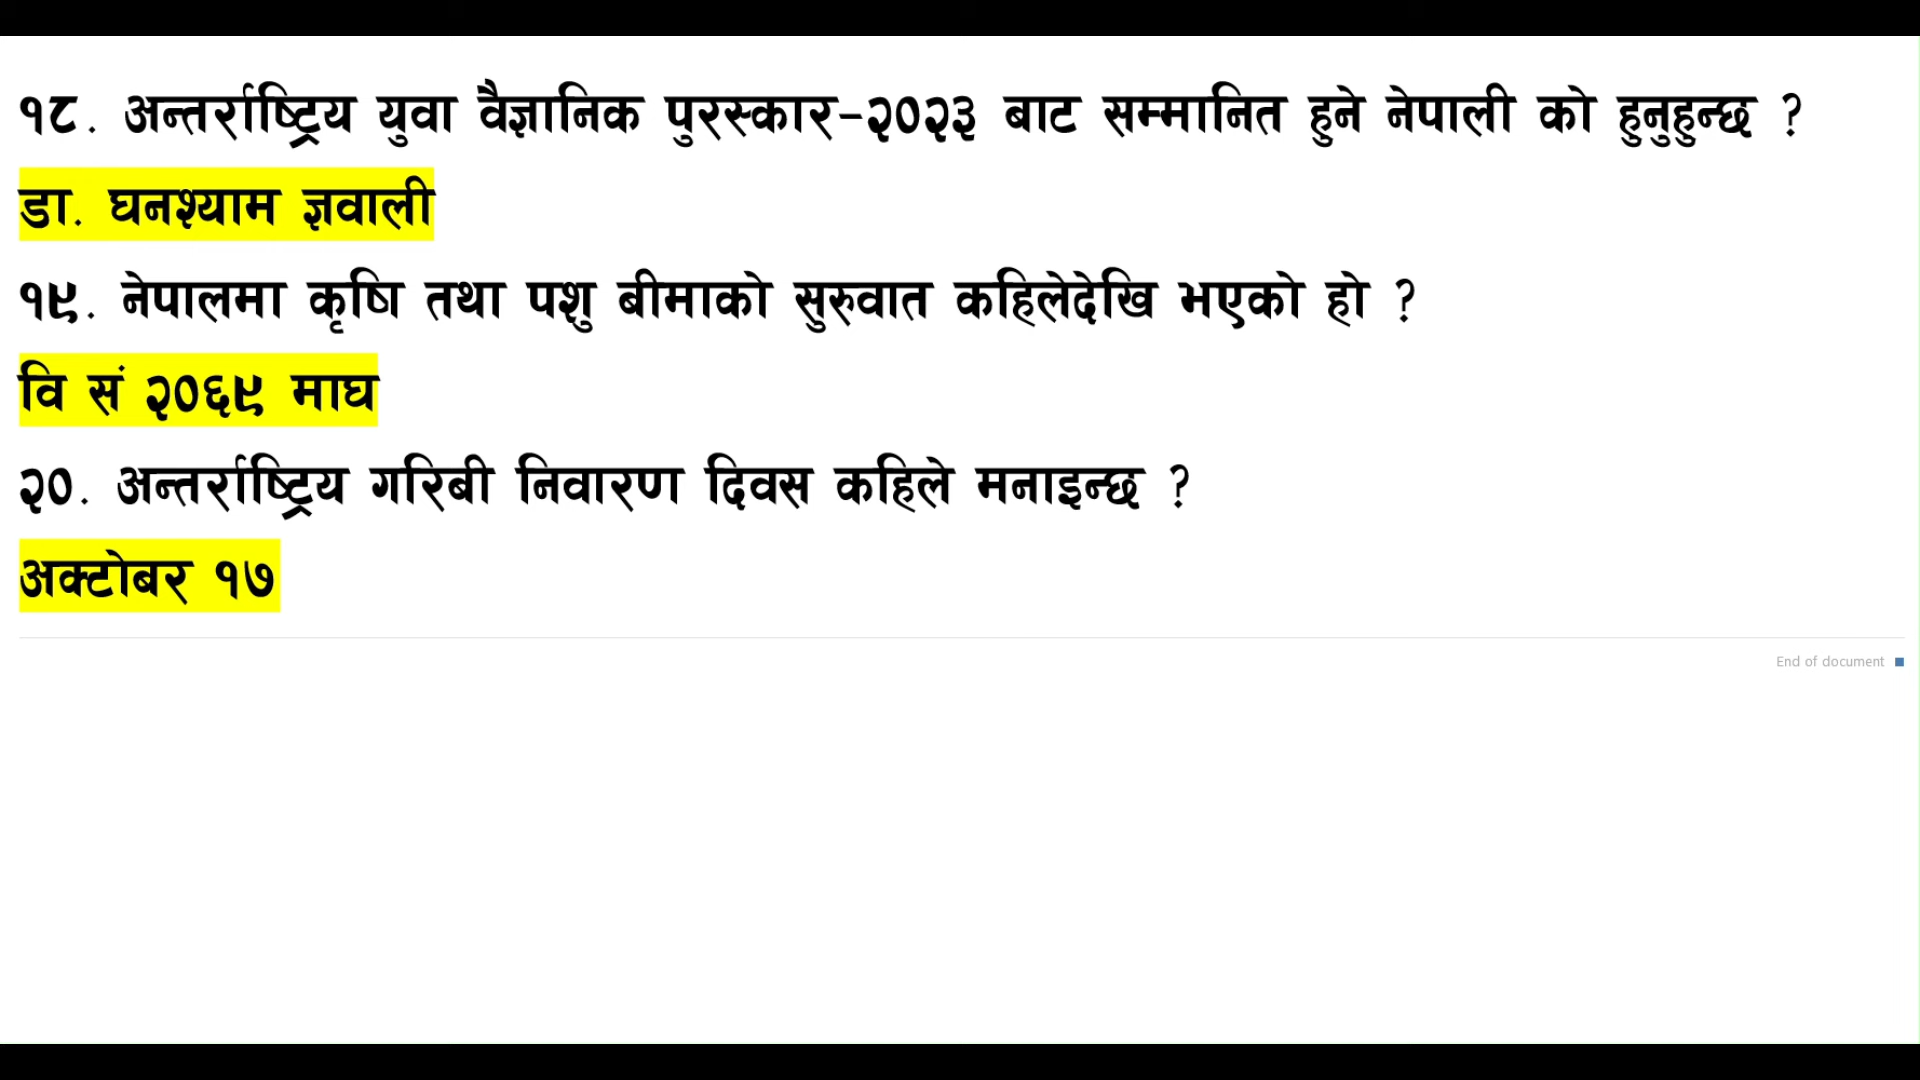 १८. अन्तर्राष्ट्रिय युवा वैज्ञानिक पुरस्कार-२०२३ बाट सम्मानित हुने नेपाली को हुनुहुन्छ ?
डा. घनश्याम ज्ञवाली
१९. नेपालमा कृषि तथा पशु बीमाको सुरुवात कहिलेदेखि भएको हो ?
वि सं २०६९ माघ
२०. अन्तर्राष्ट्रिय गरिबी निवारण दिवस कहिले मनाइन्छ ?
अक्टोबर १७
End of document